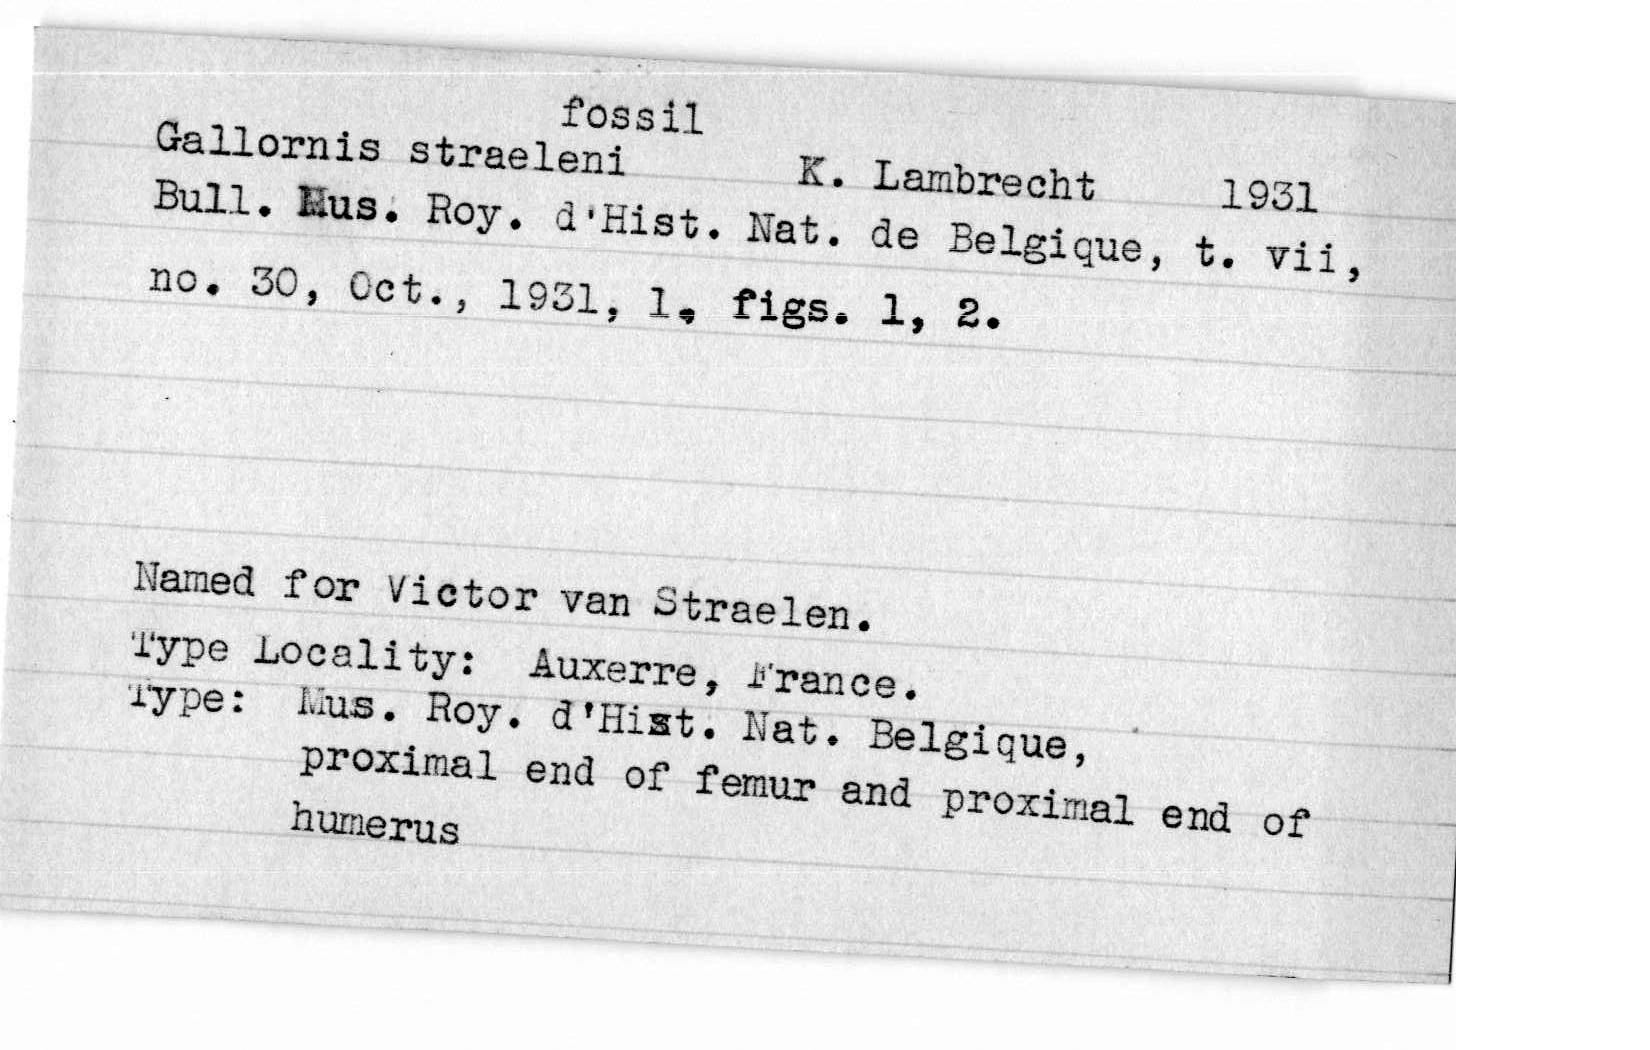 fossil
Gallornis straeleni K. Lambrecht 1931
Bull. Mus. Roy. d'Hist. Nat. de Belgique, t. vii,
no. 30, Oct., 1931, 1, figs. 1, 2.
Named for Victor van Straelen.
Type Locality: Auxerre, France.
Type: Mus. Roy. d'Hist. Nat. Belgique,
proximal end of femur and proximal end of
humerus